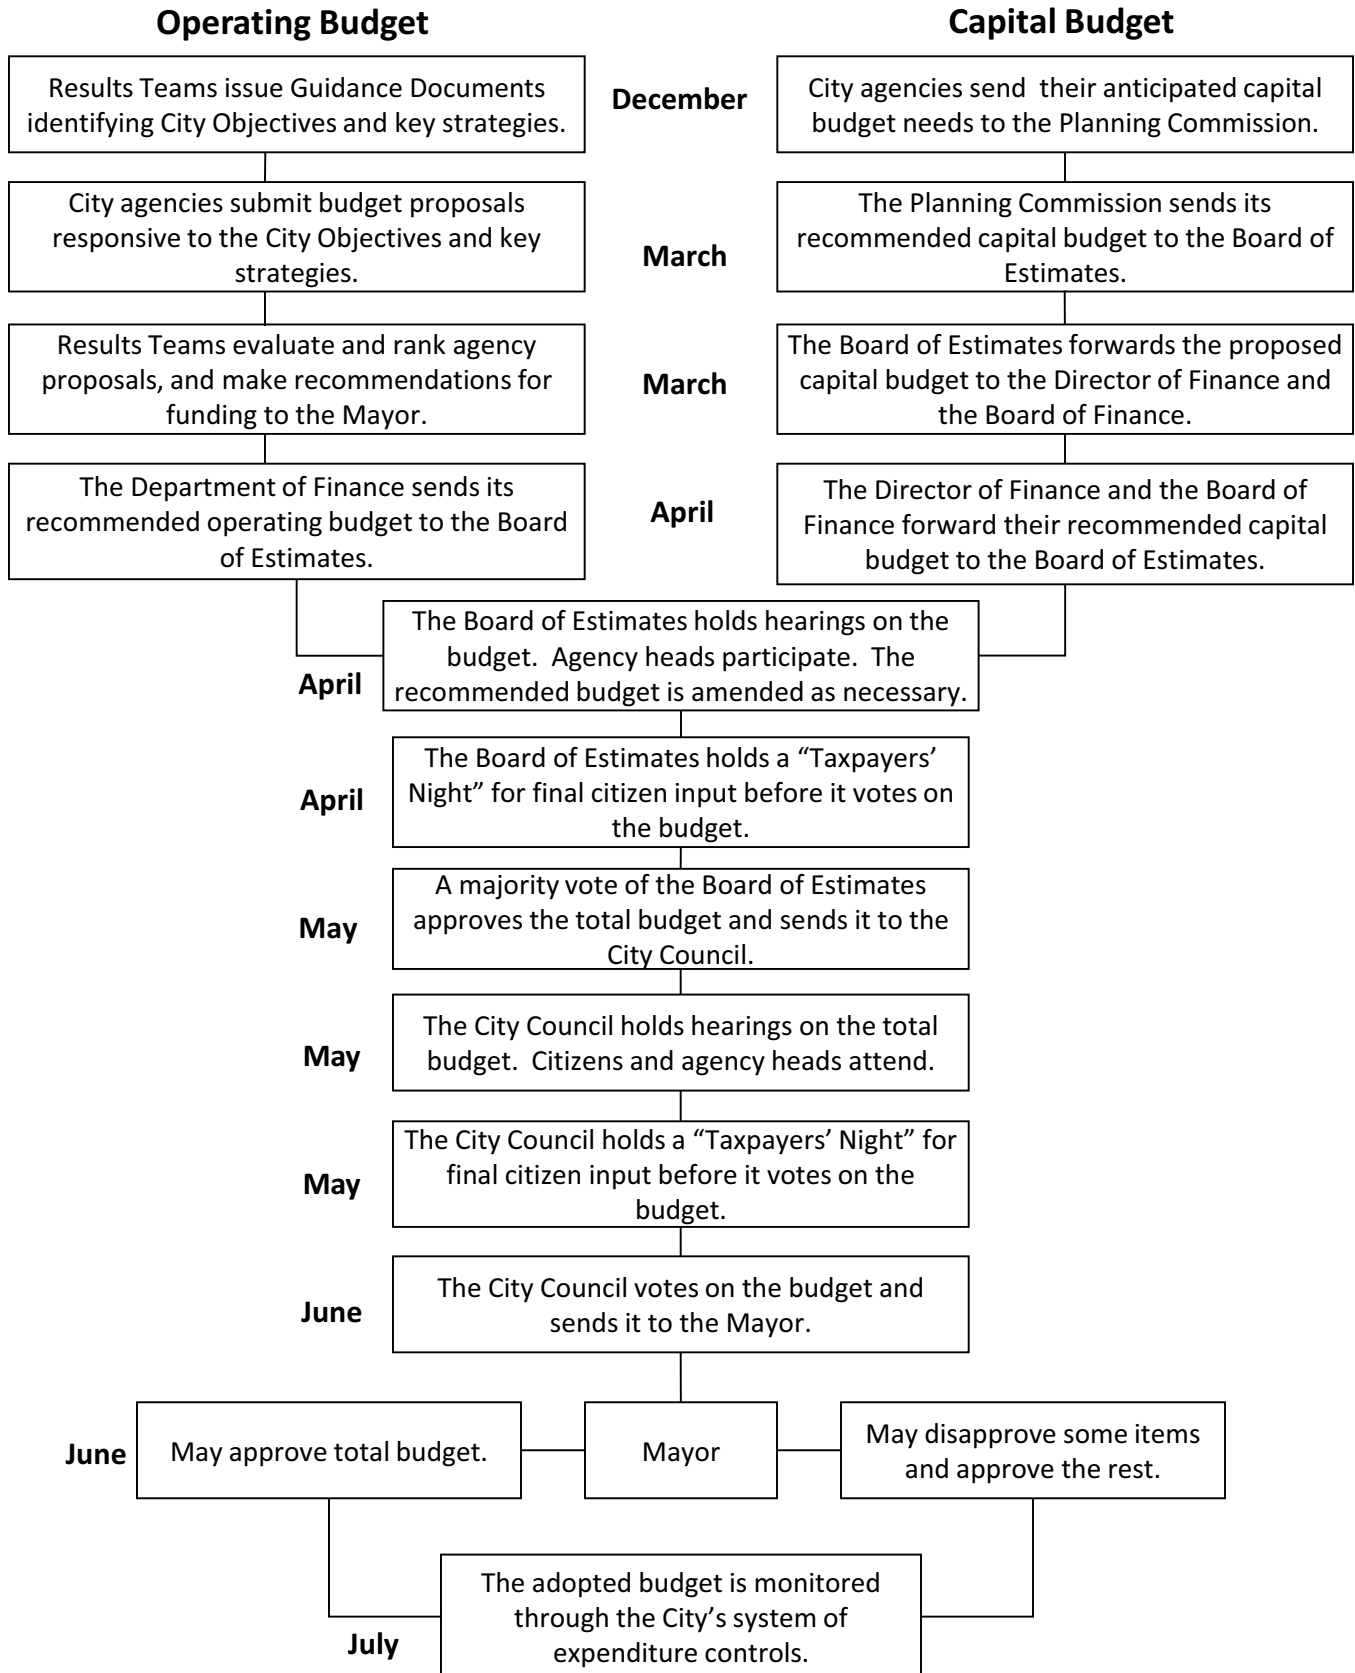 Operating Budget
Capital Budget
Results Teams issue Guidance Documents
identifying City Objectives and key strategies.
December
City agencies send  their anticipated capital
budget needs to the Planning Commission.
City agencies submit budget proposals
responsive to the City Objectives and key
strategies.
March
The Planning Commission sends its
recommended capital budget to the Board of
Estimates.
Results Teams evaluate and rank agency
proposals, and make recommendations for
funding to the Mayor.
March
The Board of Estimates forwards the proposed
capital budget to the Director of Finance and
the Board of Finance.
The Department of Finance sends its
recommended operating budget to the Board
of Estimates.
April
The Director of Finance and the Board of
Finance forward their recommended capital
budget to the Board of Estimates.
April
The Board of Estimates holds hearings on the
budget.  Agency heads participate.  The
recommended budget is amended as necessary.
April
The Board of Estimates holds a “Taxpayers’
Night” for final citizen input before it votes on
the budget.
May
A majority vote of the Board of Estimates
approves the total budget and sends it to the
City Council.
May
The City Council holds hearings on the total
budget.  Citizens and agency heads attend.
May
The City Council holds a “Taxpayers’ Night” for
final citizen input before it votes on the
budget.
June
The City Council votes on the budget and
sends it to the Mayor.
June
May approve total budget.
Mayor
May disapprove some items
and approve the rest.
July
The adopted budget is monitored
through the City’s system of
expenditure controls.